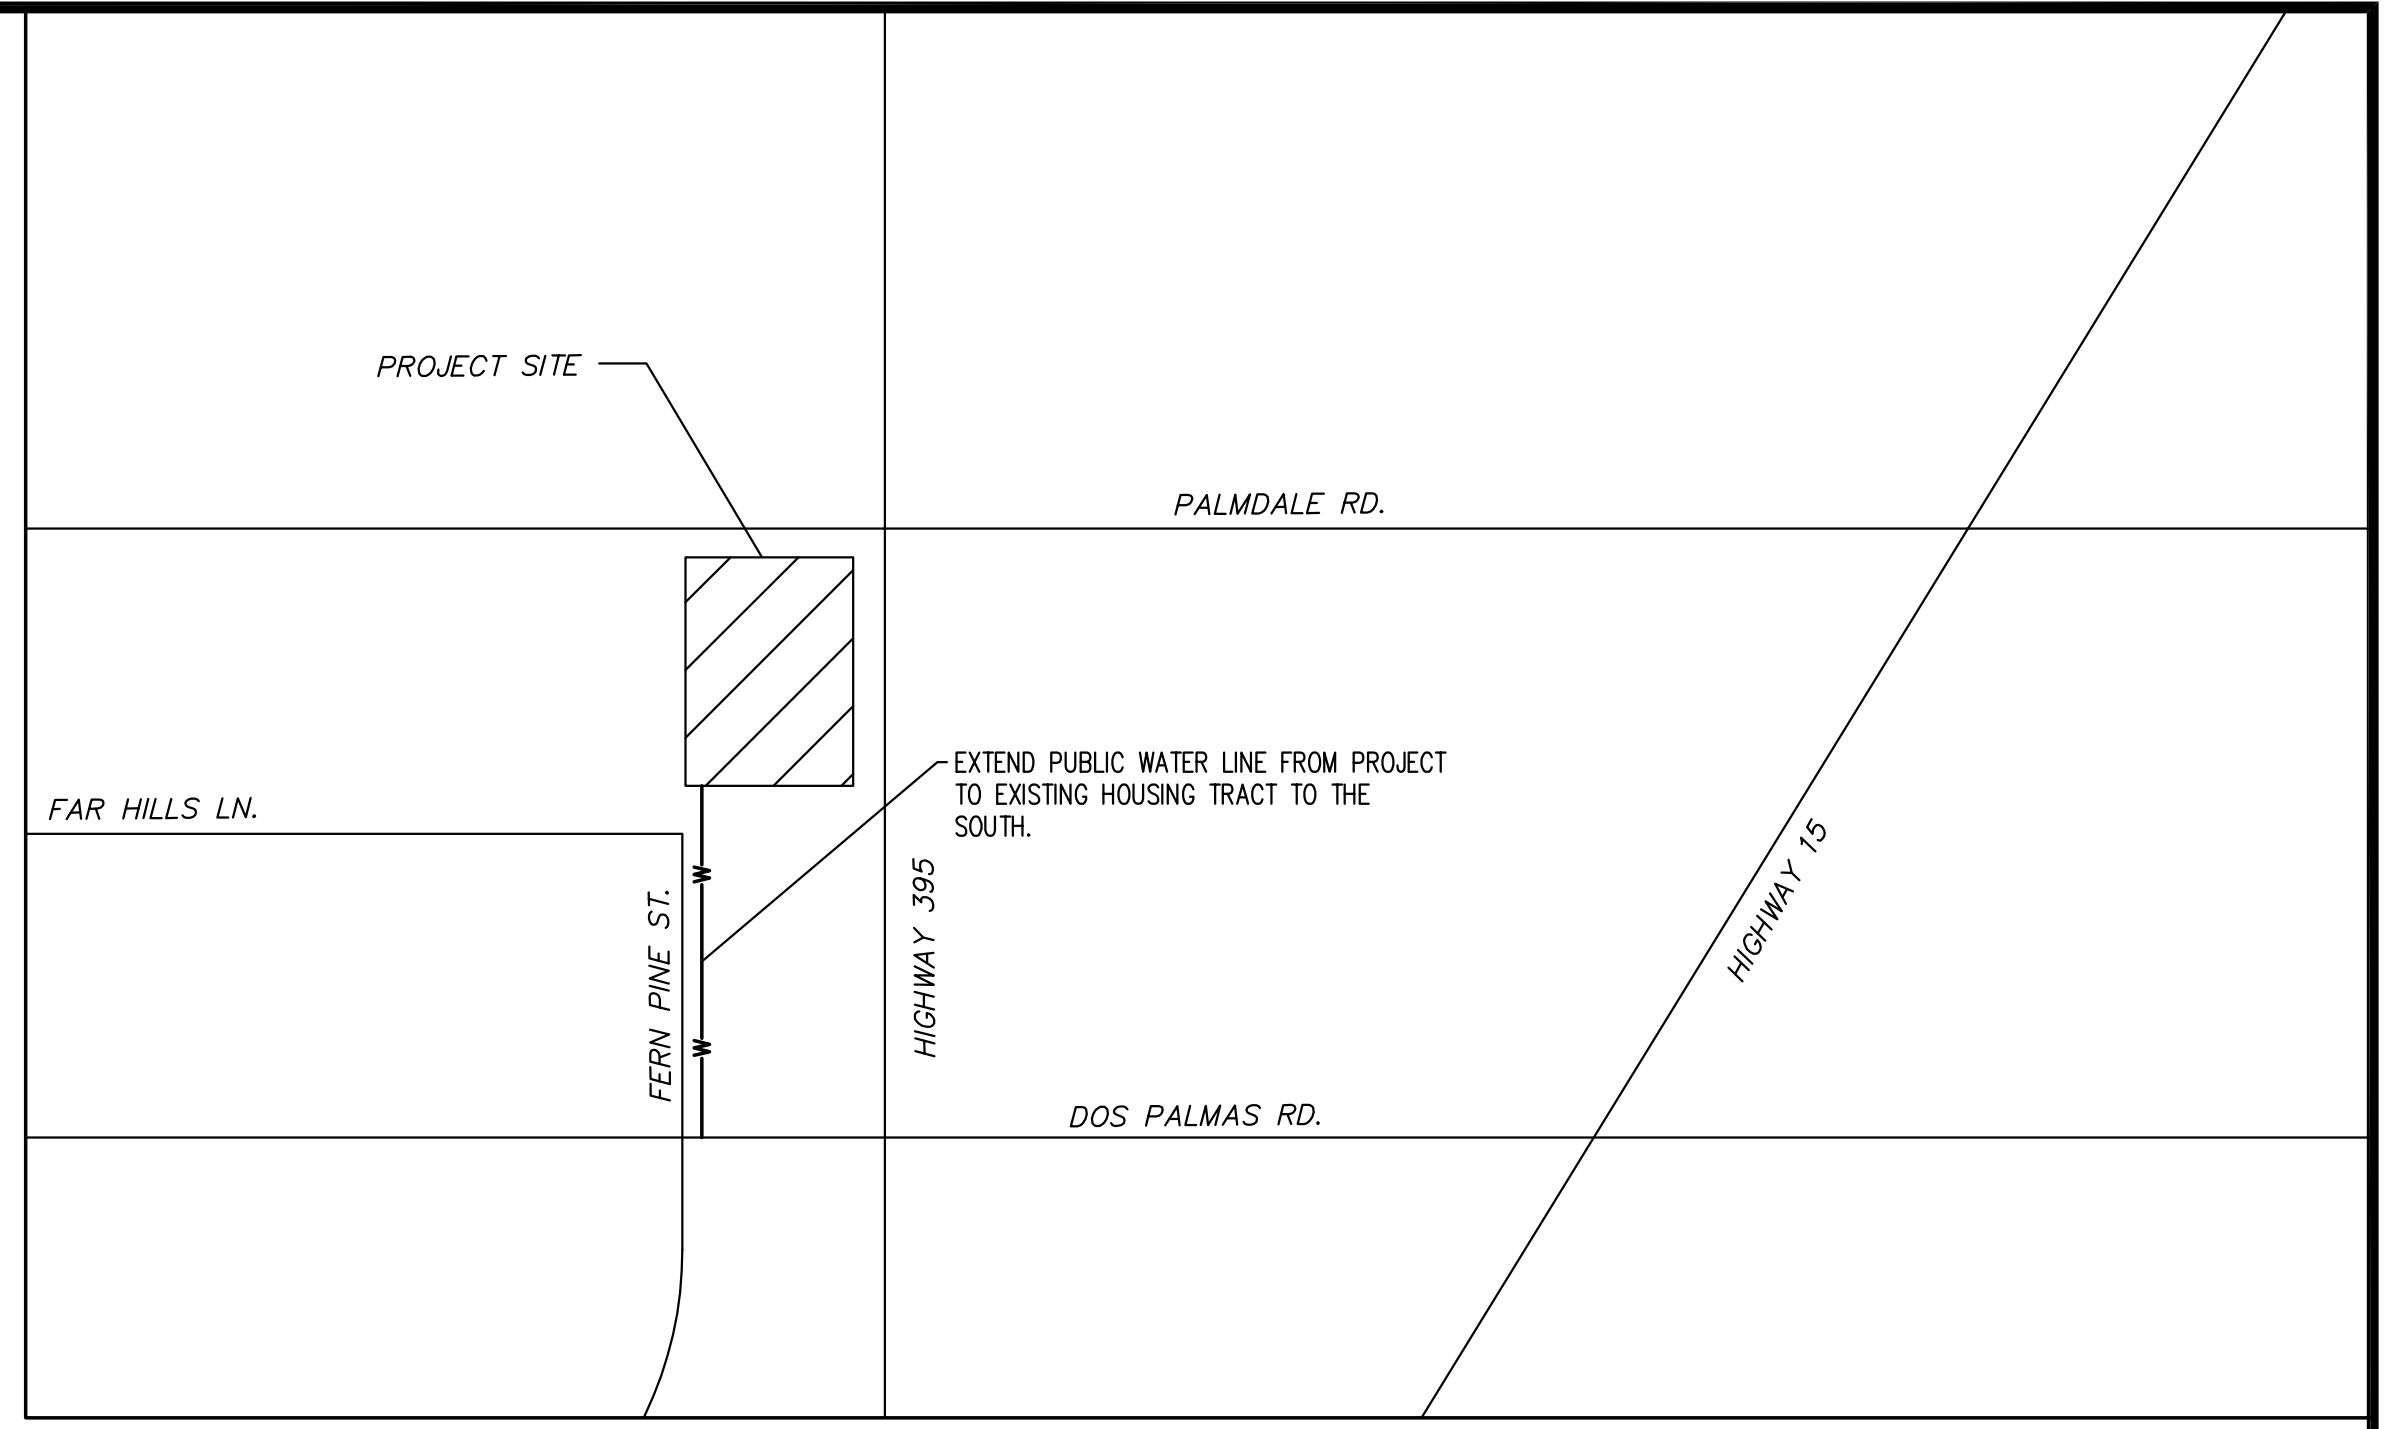 PROJECT SITE
PALMDALE RD.
EXTEND PUBLIC WATER LINE FROM PROJECT
TO EXISTING HOUSING TRACT TO THE
SOUTH.
FAR HILLS LN.
FERN PINE ST.
W
W
HIGHWAY 395
HIGHWAY 15
DOS PALMAS RD.